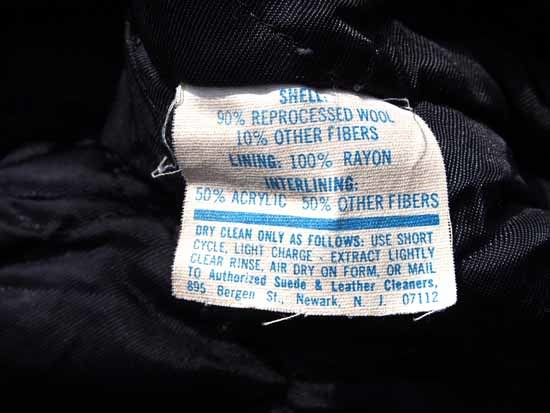 SHELL:
90% REPROCESSED WOOL
10% OTHER FIBERS
LINING: 100% RAYON
INTERLINING:
50% ACRYLIC 50% OTHER FIBERS
DRY CLEAN ONLY AS FOLLOWS: USE SHORT
CYCLE, LIGHT CHARGE - EXTRACT LIGHTLY
CLEAR RINSE, AIR DRY ON FORM, OR MAIL
TO Authorized Suede & Leather Cleaners,
895 Bergen St., Newark, N. J. 07112